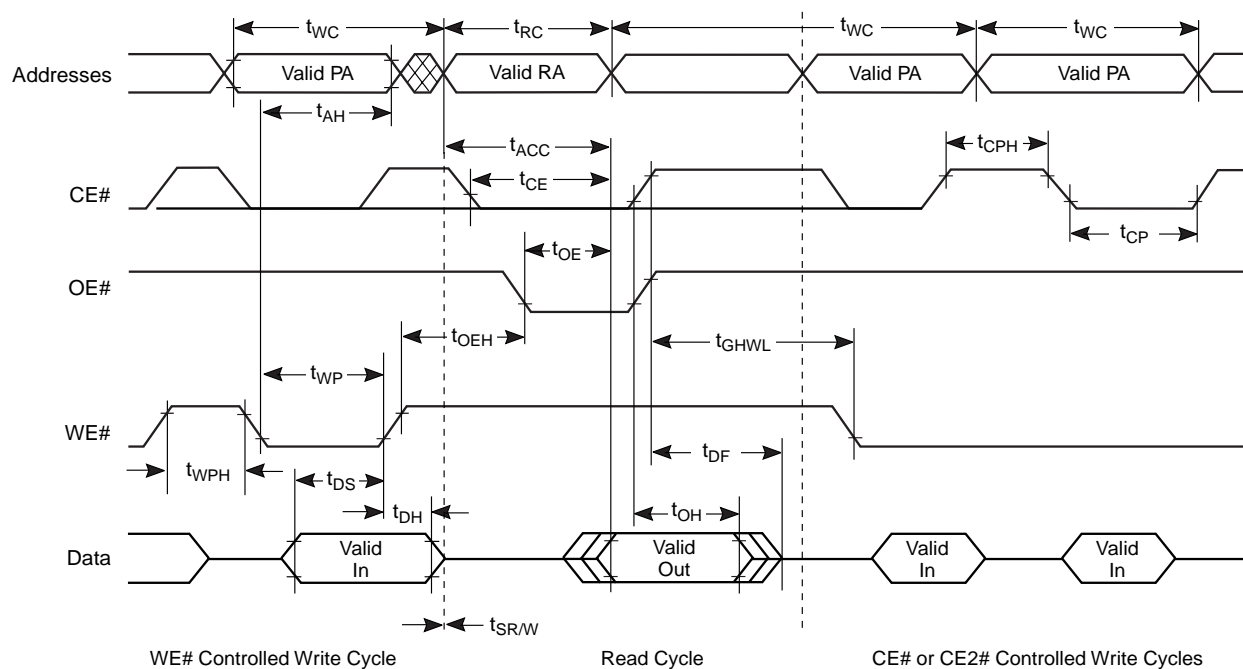 tWC tRC tWC tWC
Addresses Valid PA Valid RA Valid PA Valid PA
tAH
tACC tCPH
tCE
CE#
tCP
tOE
OE#
tOEH tGHWL
tWP
WE#
tDF
tWPH tDS
tDH tOH
Data Valid In Valid Out Valid In Valid In
tSR/W
WE# Controlled Write Cycle Read Cycle CE# or CE2# Controlled Write Cycles